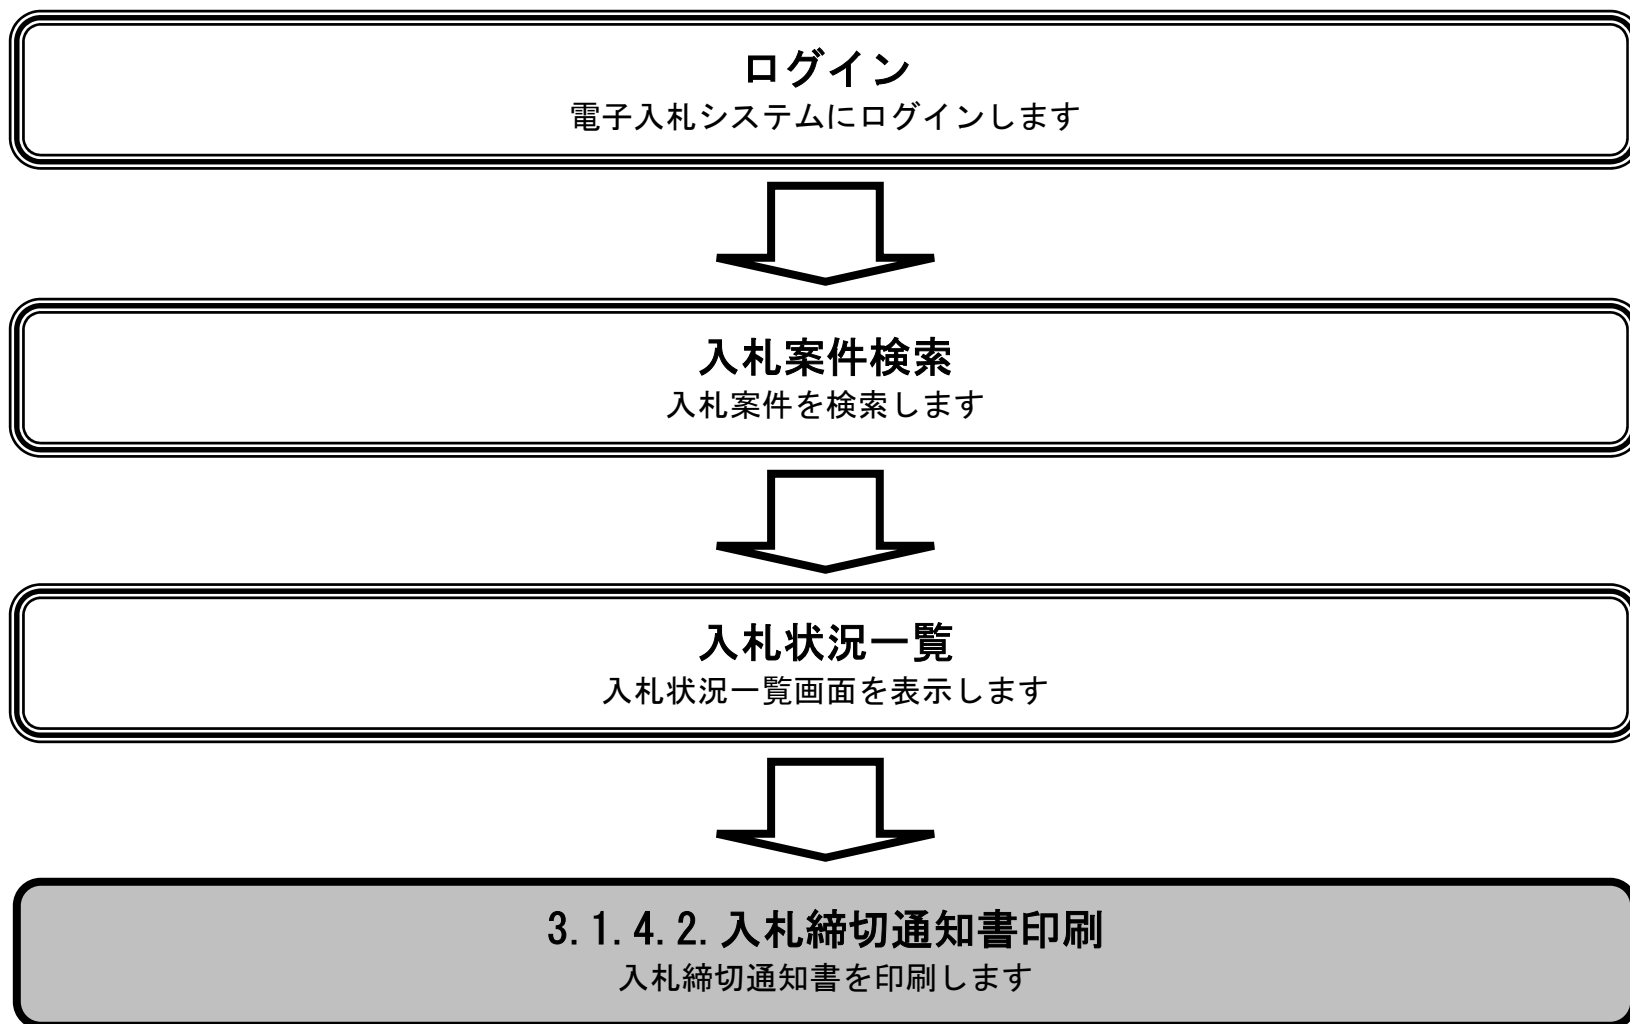 ログイン
電子入札システムにログインします
入札案件検索
入札案件を検索します
入札状況一覧
入札状況一覧画面を表示します
3.1.4.2.入札締切通知書印刷
入札締切通知書を印刷します